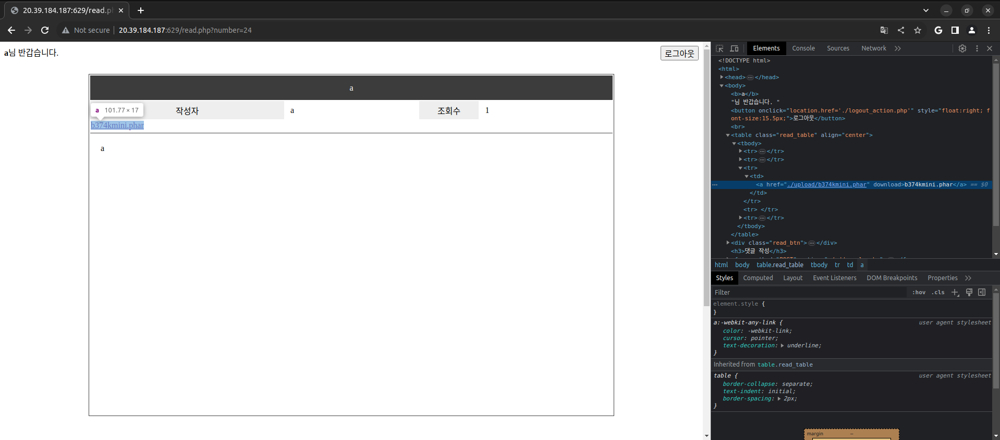 20.39.184.187:629/read.ph
Not secure
20.39.184.187:629/read.php?number=24
a님 반갑습니다.
로그아웃
a
a 101.77 × 17
작성자
a
조회수
1
b374kmini.phar
a
Elements
Console
Sources
Network
<!DOCTYPE html>
<html>
<head> ⋯ </head>
<body>
<b>a</b>
"님 반갑습니다. "
<button onclick="location.href='./logout_action.php'" style="float:right; f
ont-size:15.5px;">로그아웃</button>
<br>
<table class="read_table" align="center">
<tbody>
<tr> ⋯ </tr>
<tr> ⋯ </tr>
<tr>
<td>
<a href="./upload/b374kmini.phar" download>b374kmini.phar</a> == $0
</td>
</tr>
<tr> </tr>
<tr> ⋯ </tr>
</tbody>
</table>
<div class="read_btn"> ⋯ </div>
<h3>댓글 작성</h3>
html body table.read_table tbody tr td a
Styles
Computed
Layout
Event Listeners
DOM Breakpoints
Properties
Filter
:hov
.cls
element.style {
}
a:-webkit-any-link {
user agent stylesheet
color: -webkit-link;
cursor: pointer;
text-decoration: underline;
}
Inherited from table.read_table
table {
user agent stylesheet
border-collapse: separate;
text-indent: initial;
border-spacing: 2px;
}
margin
–